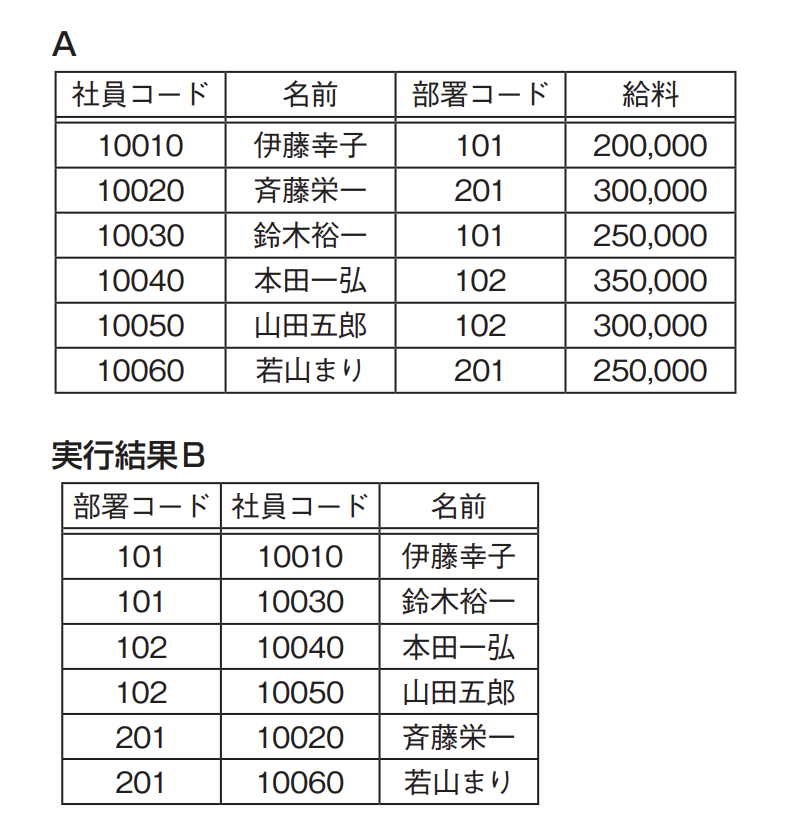 A
社員コード 名前 部署コード 給料
10010 伊藤幸子 101 200,000
10020 斉藤栄一 201 300,000
10030 鈴木裕一 101 250,000
10040 本田一弘 102 350,000
10050 山田五郎 102 300,000
10060 若山まり 201 250,000
実行結果B
部署コード 社員コード 名前
101 10010 伊藤幸子
101 10030 鈴木裕一
102 10040 本田一弘
102 10050 山田五郎
201 10020 斉藤栄一
201 10060 若山まり